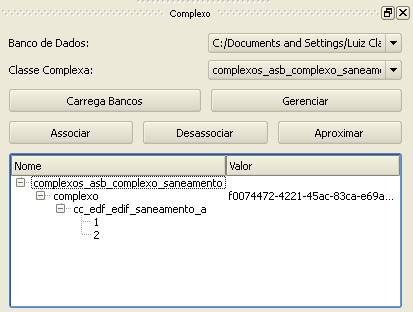 Complexo
Banco de Dados: C:/Documents and Settings/Luiz Cla
Classe Complexa: complexos_asb_complexo_saneam
Carrega Bancos Gerenciar
Associar Desassociar Aproximar
Nome Valor
complexos_asb_complexo_saneamento
complexo f0074472-4221-45ac-83ca-e69a...
cc_edf_edif_saneamento_a
1
2